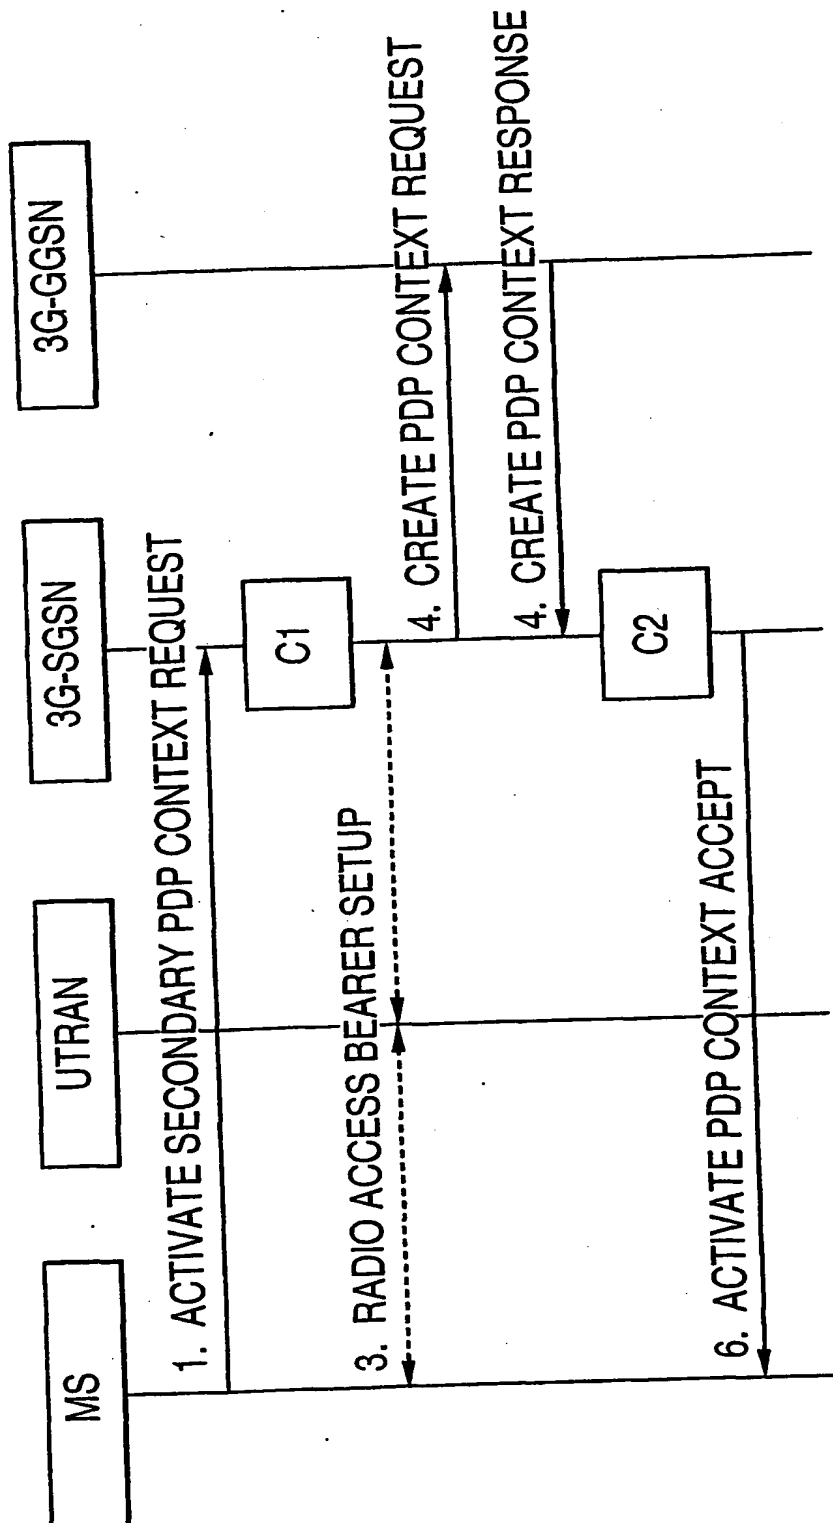 MS
UTRAN
3G-SGSN
3G-GGSN
1. ACTIVATE SECONDARY PDP CONTEXT REQUEST
C1
3. RADIO ACCESS BEARER SETUP
4. CREATE PDP CONTEXT REQUEST
4. CREATE PDP CONTEXT RESPONSE
C2
6. ACTIVATE PDP CONTEXT ACCEPT